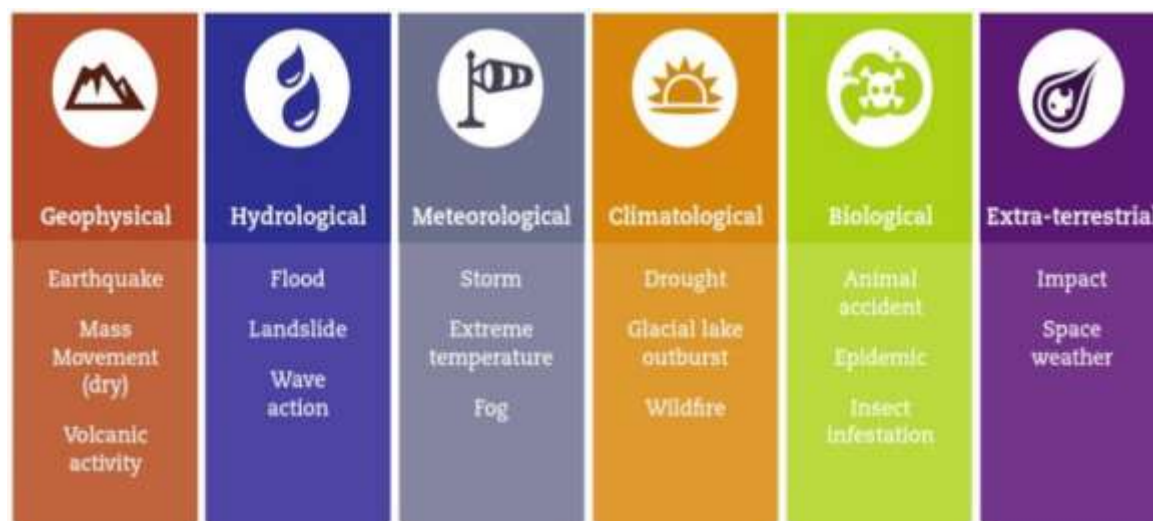 Geophysical
Earthquake
Mass
Movement
(dry)
Volcanic
activity
Hydrological
Flood
Landslide
Wave
action
Meteorological
Storm
Extreme
temperature
Fog
Climatological
Drought
Glacial lake
outburst
Wildfire
Biological
Animal
accident
Epidemic
Insect
infestation
Extra-terrestrial
Impact
Space
weather